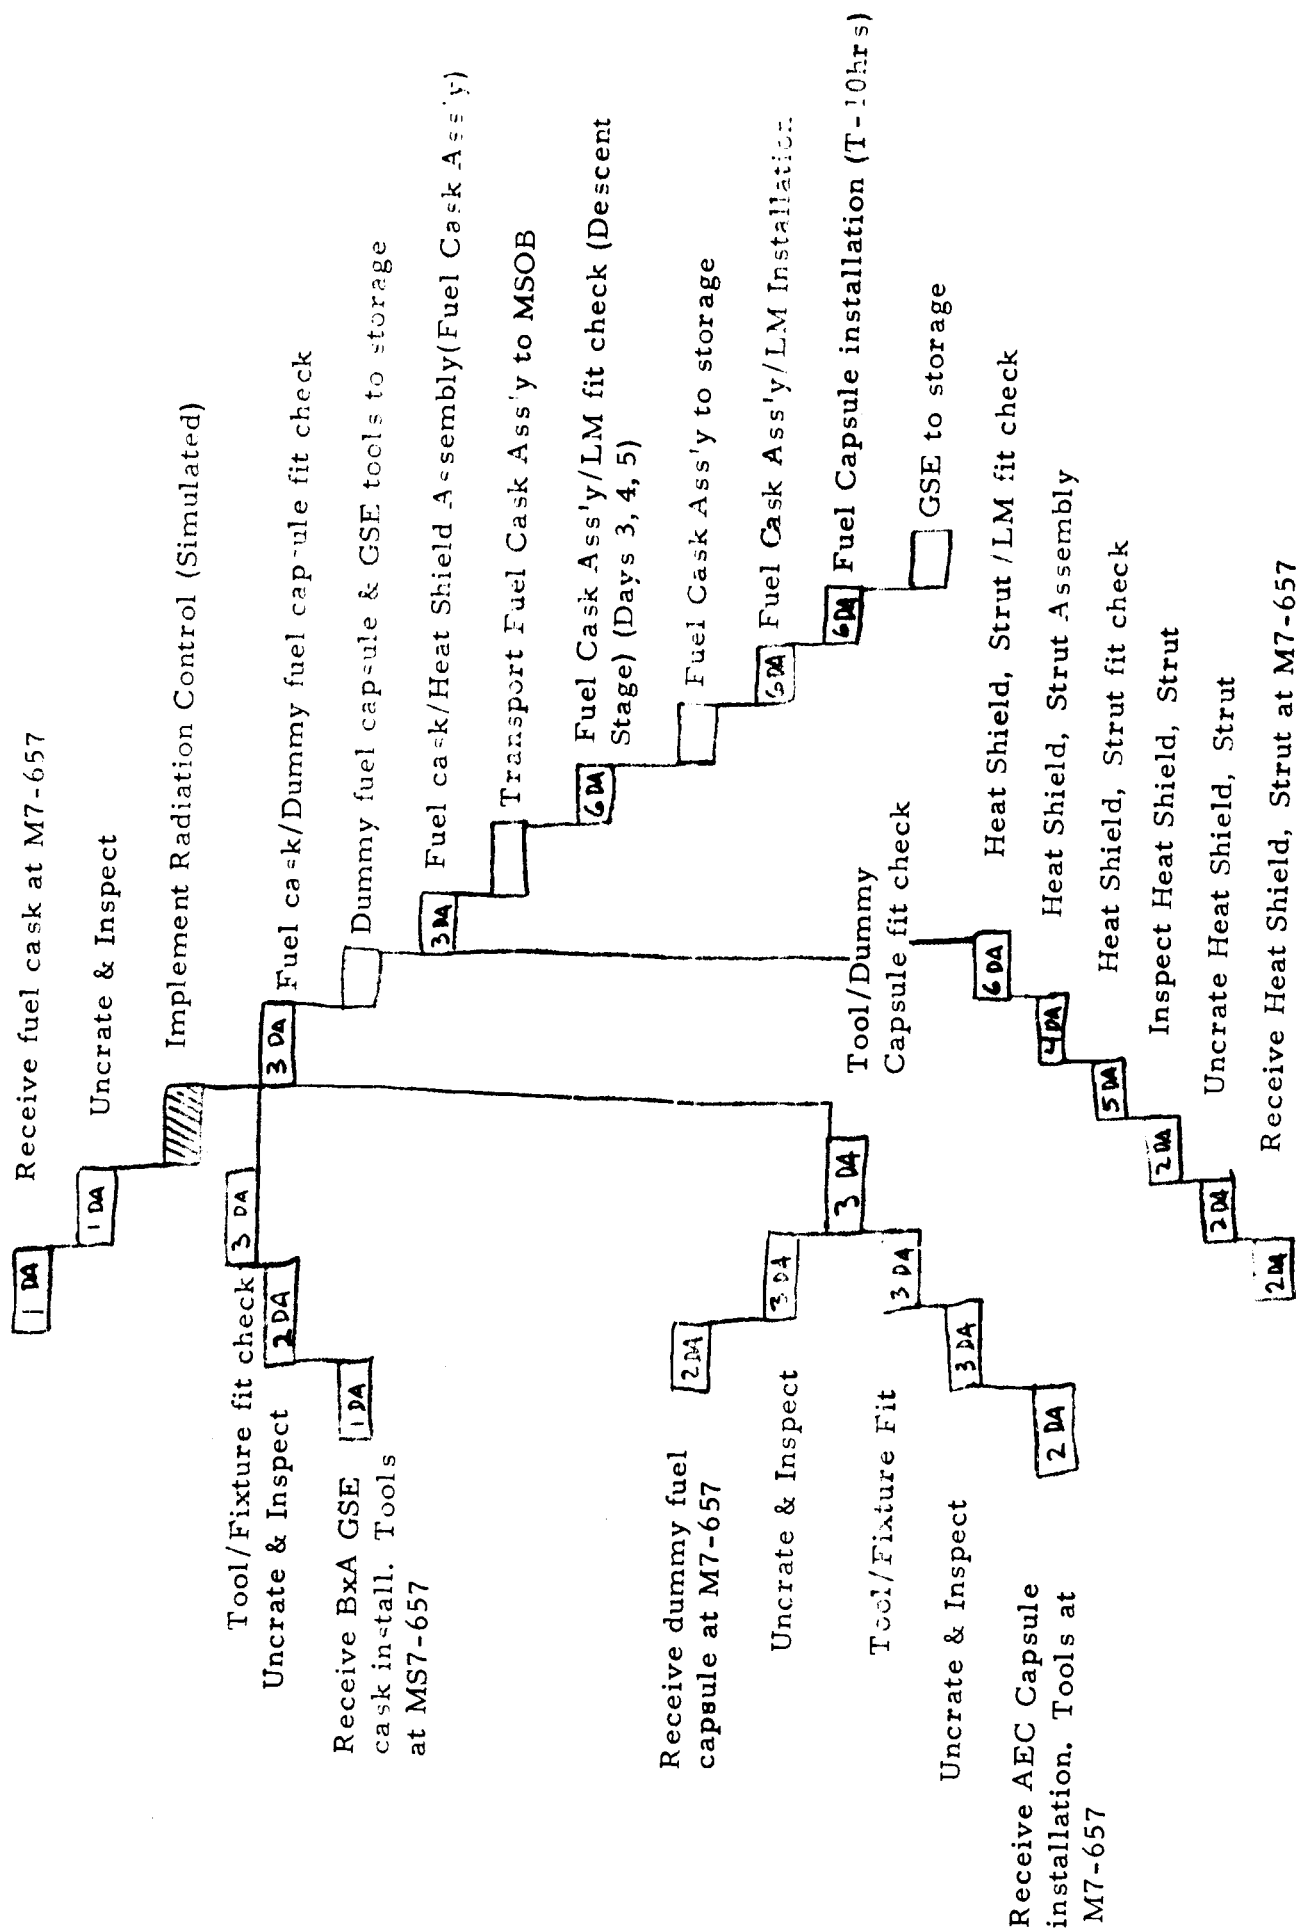 Receive fuel cask at M7-657
1 DA
Uncrate & Inspect
1 DA
Implement Radiation Control (Simulated)
Tool/Fixture fit check
3 DA
Uncrate & Inspect
2 DA
Receive BxA GSE
cask install. Tools
at MS7-657
1 DA
3 DA
Fuel cask/Dummy fuel capsule fit check
Dummy fuel capsule & GSE tools to storage
3 DA
Fuel cask/Heat Shield Assembly(Fuel Cask Ass'y)
Transport Fuel Cask Ass'y to MSOB
6 DA
Fuel Cask Ass'y/LM fit check (Descent
Stage) (Days 3, 4, 5)
Fuel Cask Ass'y to storage
6 DA
Fuel Cask Ass'y/LM Installation
6 DA
Fuel Capsule installation (T-10hrs)
GSE to storage
Receive dummy fuel
capsule at M7-657
2 DA
Uncrate & Inspect
3 DA
Tool/Dummy
Capsule fit check
3 DA
Tool/Fixture Fit
3 DA
Uncrate & Inspect
3 DA
Receive AEC Capsule
installation. Tools at
M7-657
2 DA
6 DA
Heat Shield, Strut /LM fit check
4 DA
Heat Shield, Strut Assembly
5 DA
Heat Shield, Strut fit check
2 DA
Inspect Heat Shield, Strut
2 DA
Uncrate Heat Shield, Strut
2 DA
Receive Heat Shield, Strut at M7-657